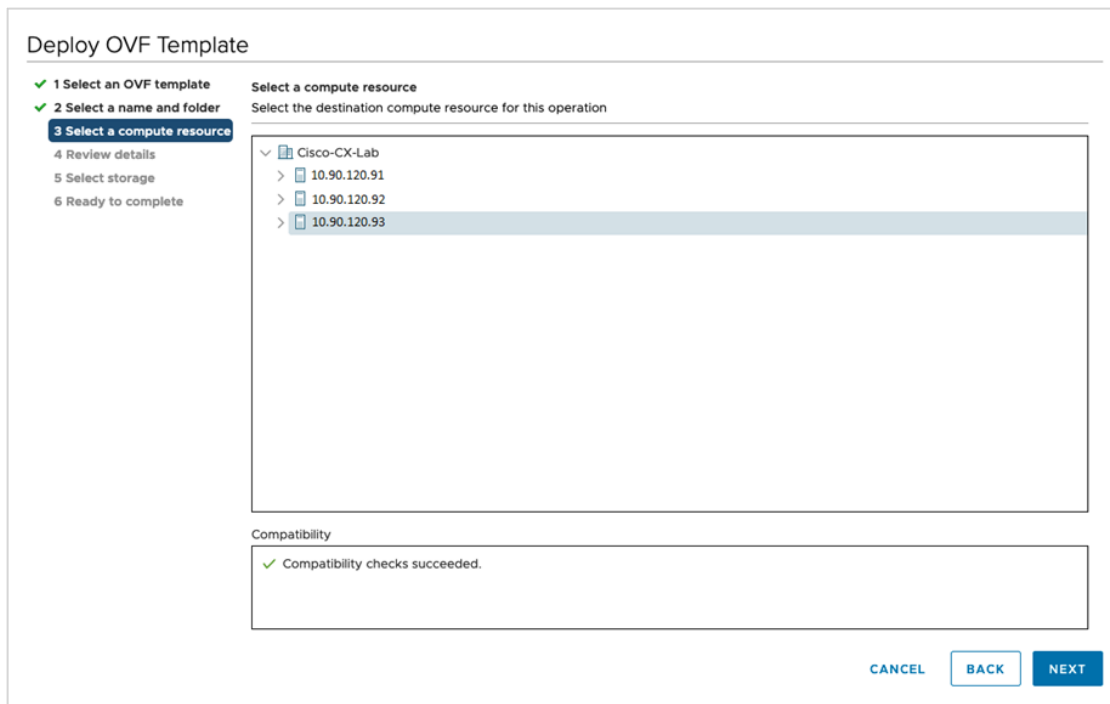 Deploy OVF Template
1 Select an OVF template
2 Select a name and folder
3 Select a compute resource
4 Review details
5 Select storage
6 Ready to complete
Select a compute resource
Select the destination compute resource for this operation
Cisco-CX-Lab
10.90.120.91
10.90.120.92
10.90.120.93
Compatibility
Compatibility checks succeeded.
CANCEL BACK NEXT